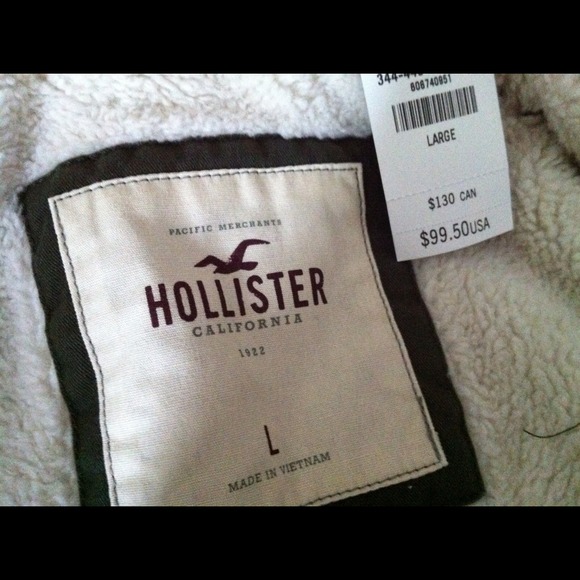 606740951
LARGE
$130 CAN
$99.50USA
PACIFIC MERCHANTS
HOLLISTER
CALIFORNIA
1922
L
MADE IN VIETNAM